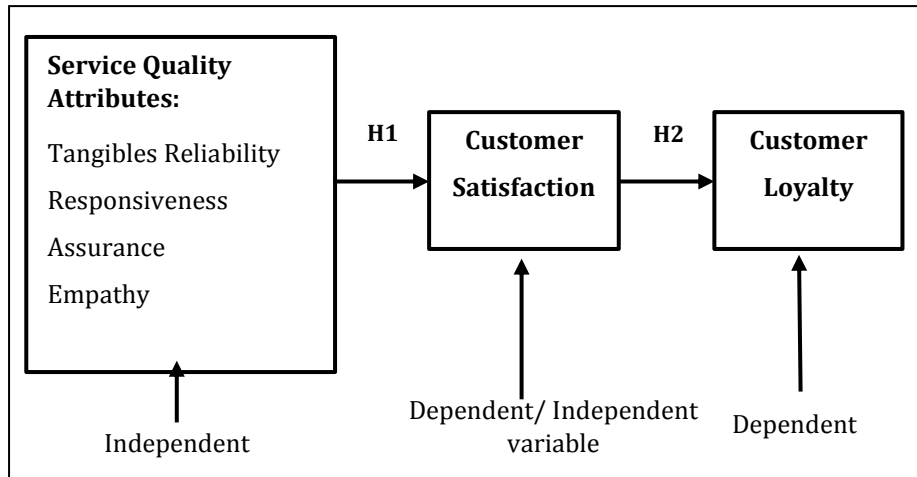 Service Quality
Attributes:
Tangibles Reliability
Responsiveness
Assurance
Empathy
H1
Customer
Satisfaction
H2
Customer
Loyalty
Independent
Dependent/ Independent
variable
Dependent